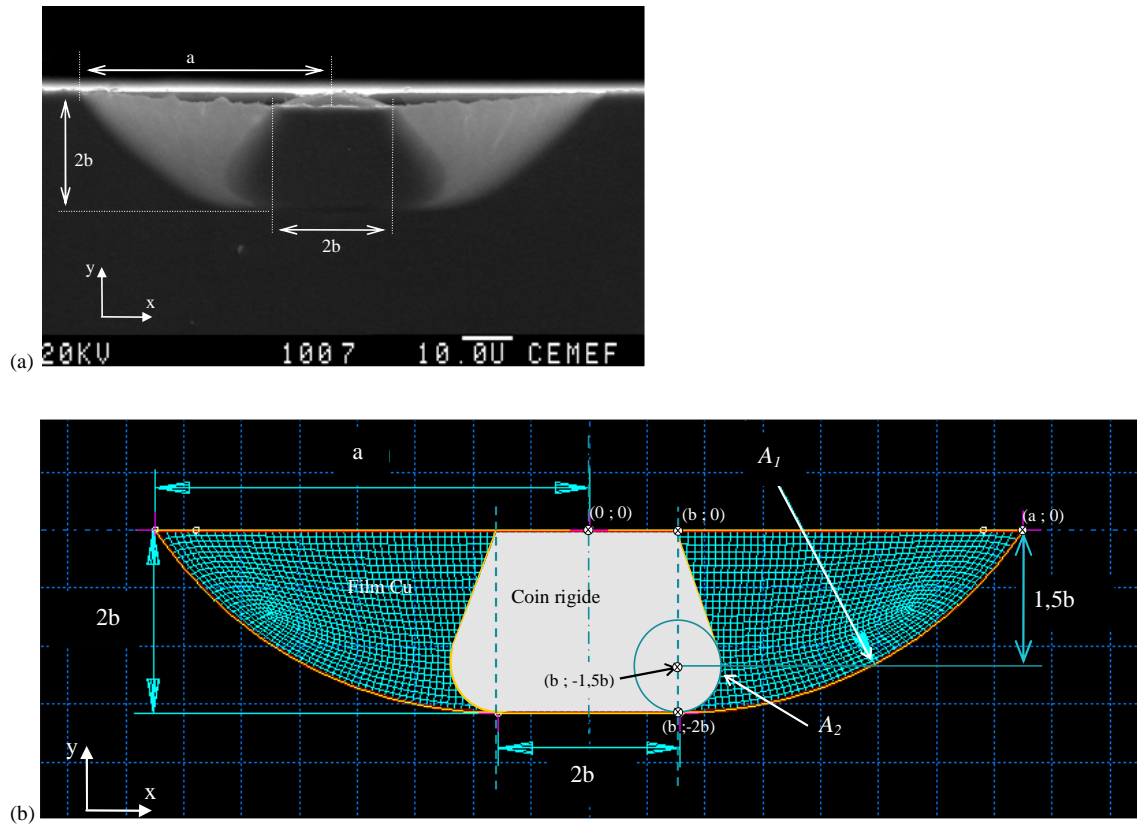 a
2b
2b
y
x
20KV 1007 10.0U CEMEF
(a)
a
A1
(0 ; 0)
(b ; 0)
(a ; 0)
Film Cu
Coin rigide
2b
1,5b
(b ; -1,5b)
(b ;-2b)
A2
y
2b
x
(b)